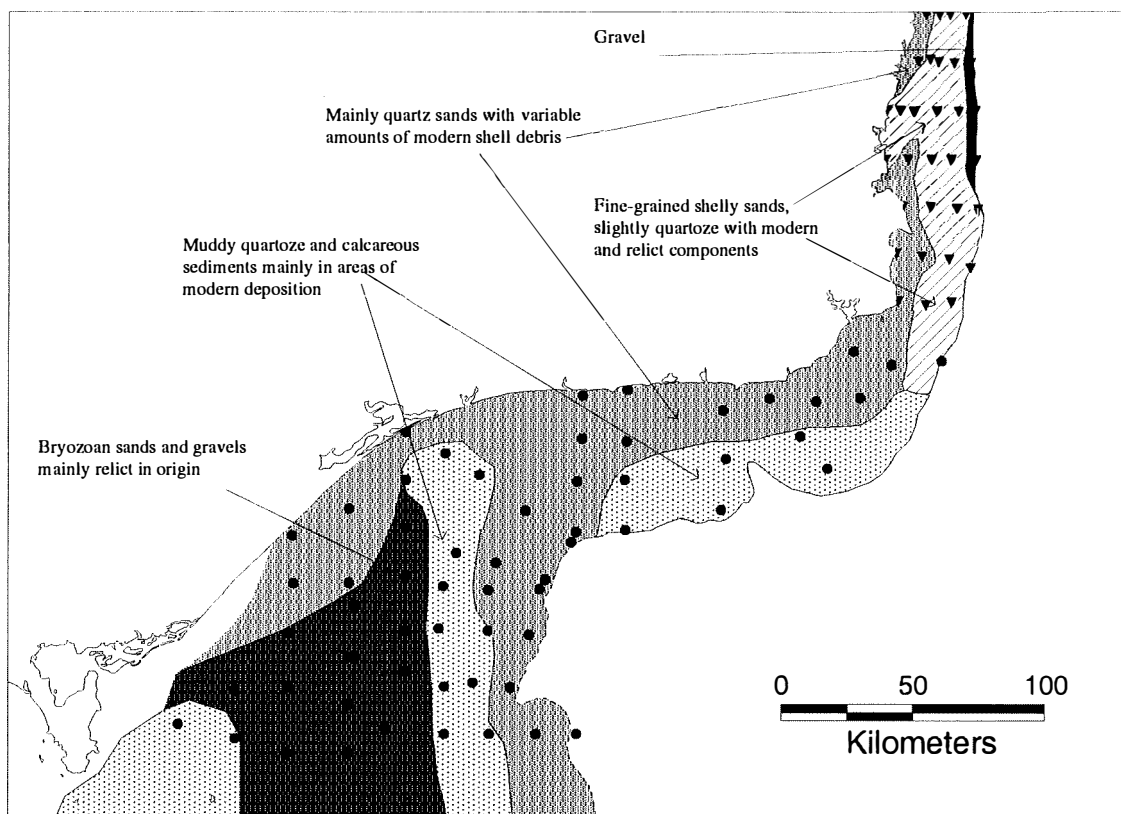 Gravel
Mainly quartz sands with variable
amounts of modern shell debris
Fine-grained shelly sands,
slightly quartoze with modern
and relict components
Muddy quartoze and calcareous
sediments mainly in areas of
modern deposition
Bryozoan sands and gravels
mainly relict in origin
0 50 100
Kilometers